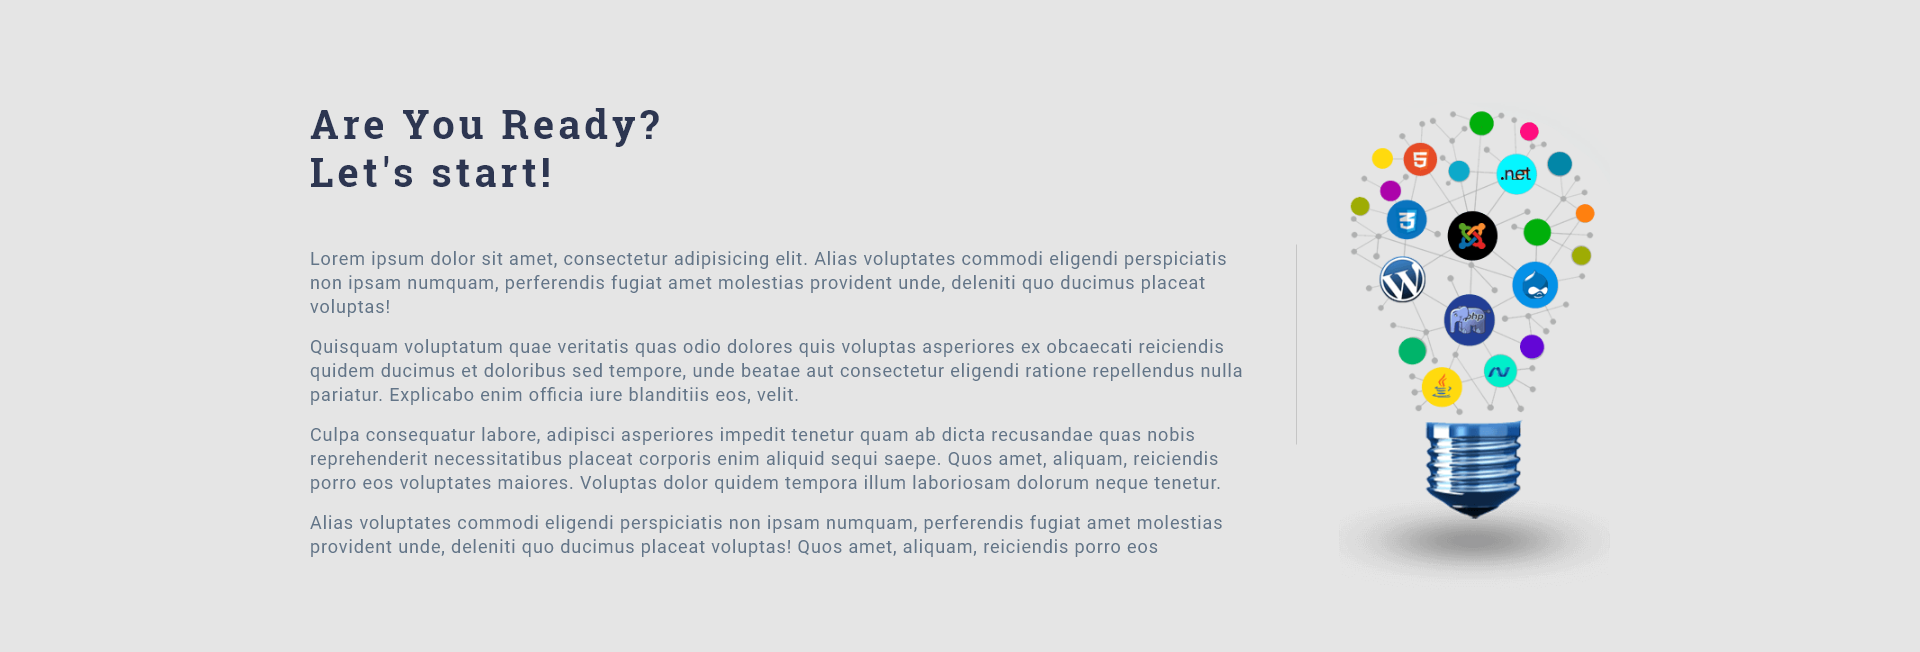 Are You Ready?
Let's start!
Lorem ipsum dolor sit amet, consectetur adipisicing elit. Alias voluptates commodi eligendi perspiciatis
non ipsam numquam, perferendis fugiat amet molestias provident unde, deleniti quo ducimus placeat
voluptas!
Quisquam voluptatum quae veritatis quas odio dolores quis voluptas asperiores ex obcaecati reiciendis
quidem ducimus et doloribus sed tempore, unde beatae aut consectetur eligendi ratione repellendus nulla
pariatur. Explicabo enim officia iure blanditiis eos, velit.
Culpa consequatur labore, adipisci asperiores impedit tenetur quam ab dicta recusandae quas nobis
reprehenderit necessitatibus placeat corporis enim aliquid sequi saepe. Quos amet, aliquam, reiciendis
porro eos voluptates maiores. Voluptas dolor quidem tempora illum laboriosam dolorum neque tenetur.
Alias voluptates commodi eligendi perspiciatis non ipsam numquam, perferendis fugiat amet molestias
provident unde, deleniti quo ducimus placeat voluptas! Quos amet, aliquam, reiciendis porro eos
5
.net
3
W
php